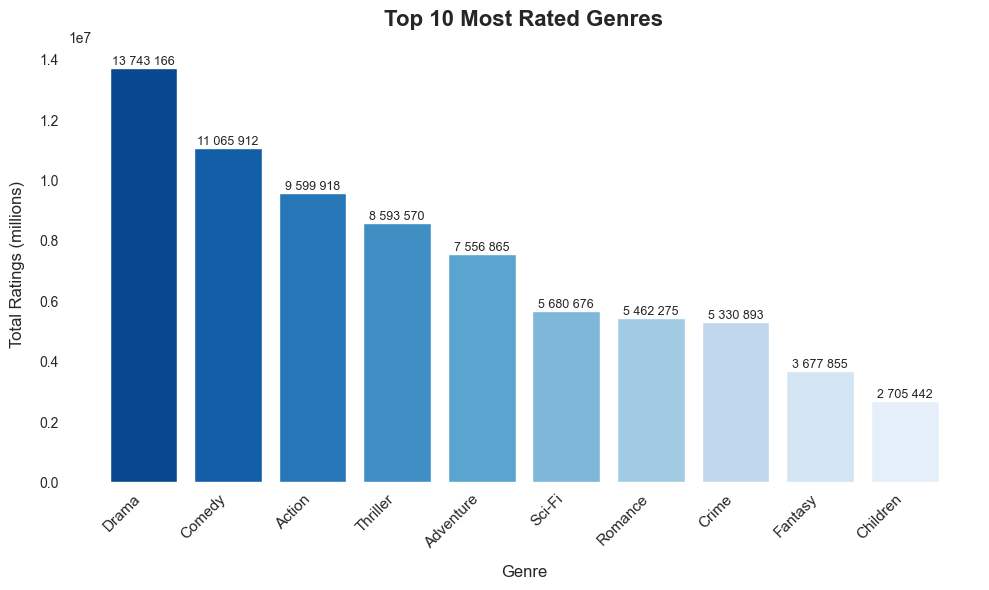 Top 10 Most Rated Genres
1e7
Total Ratings (millions)
1.4
1.2
1.0
0.8
0.6
0.4
0.2
0.0
13 743 166
11 065 912
9 599 918
8 593 570
7 556 865
5 680 676
5 462 275
5 330 893
3 677 855
2 705 442
Drama
Comedy
Action
Thriller
Adventure
Sci-Fi
Romance
Crime
Fantasy
Children
Genre